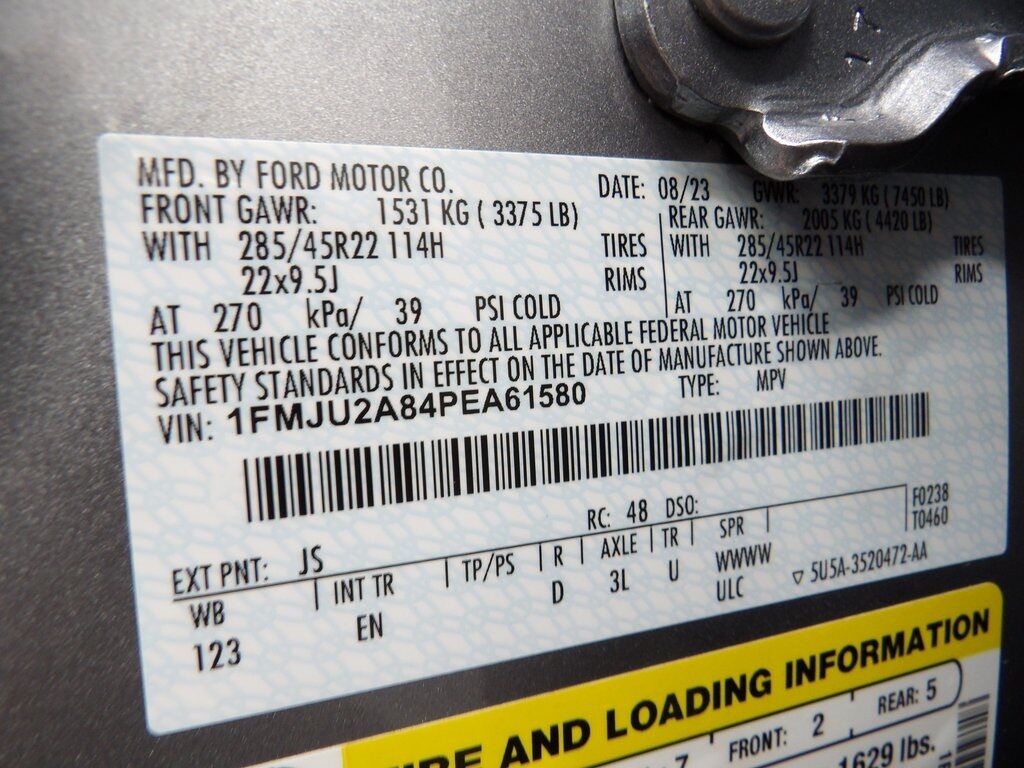 MFD. BY FORD MOTOR CO.
DATE: 08/23 GVWR: 3379 KG ( 7450 LB)
FRONT GAWR: 1531 KG ( 3375 LB)
REAR GAWR: 2005 KG ( 4420 LB)
WITH 285/45R22 114H TIRES
WITH 285/45R22 114H TIRES
22x9.5J RIMS
22x9.5J RIMS
AT 270 kPa/ 39 PSI COLD
AT 270 kPa/ 39 PSI COLD
THIS VEHICLE CONFORMS TO ALL APPLICABLE FEDERAL MOTOR VEHICLE
SAFETY STANDARDS IN EFFECT ON THE DATE OF MANUFACTURE SHOWN ABOVE.
VIN: 1FMJU2A84PEA61580 TYPE: MPV
EXT PNT: JS RC: 48 DSO: F0238
T0460
WB INT TR TP/PS R AXLE TR SPR
123 EN D 3L U WWWW
ULC ▽ 5U5A-3520472-AA
AND LOADING INFORMATION
7 FRONT: 2 REAR: 5
1629 lbs.